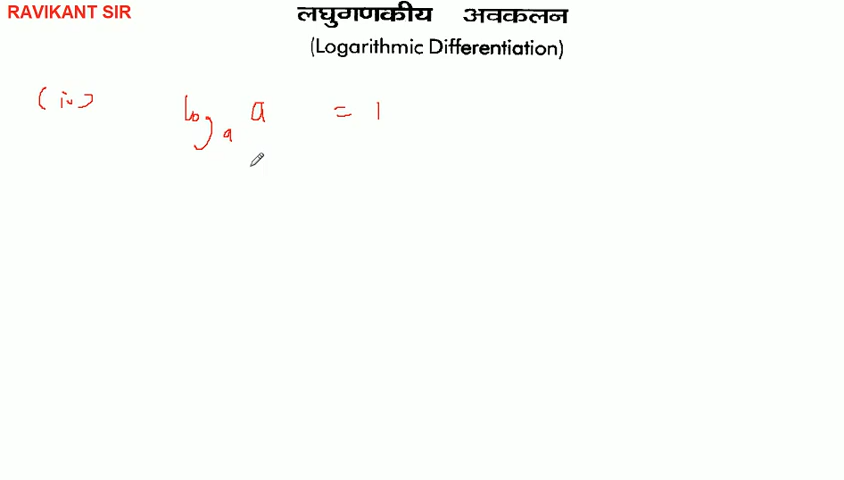 RAVIKANT SIR
लघुगणकीय अवकलन
(Logarithmic Differentiation)
(iv) logₐ a = 1